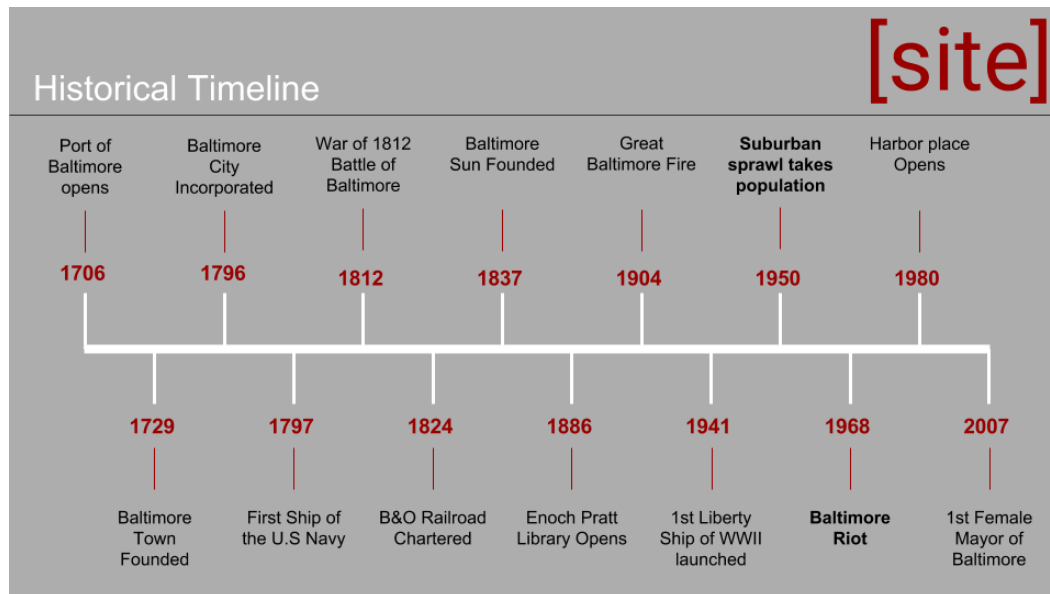 [site]
Historical Timeline
Port of
Baltimore
opens
Baltimore
City
Incorporated
War of 1812
Battle of
Baltimore
Baltimore
Sun Founded
Great
Baltimore Fire
Suburban
sprawl takes
population
Harbor place
Opens
1706
1796
1812
1837
1904
1950
1980
1729
1797
1824
1886
1941
1968
2007
Baltimore
Town
Founded
First Ship of
the U.S Navy
B&O Railroad
Chartered
Enoch Pratt
Library Opens
1st Liberty
Ship of WWII
launched
Baltimore
Riot
1st Female
Mayor of
Baltimore